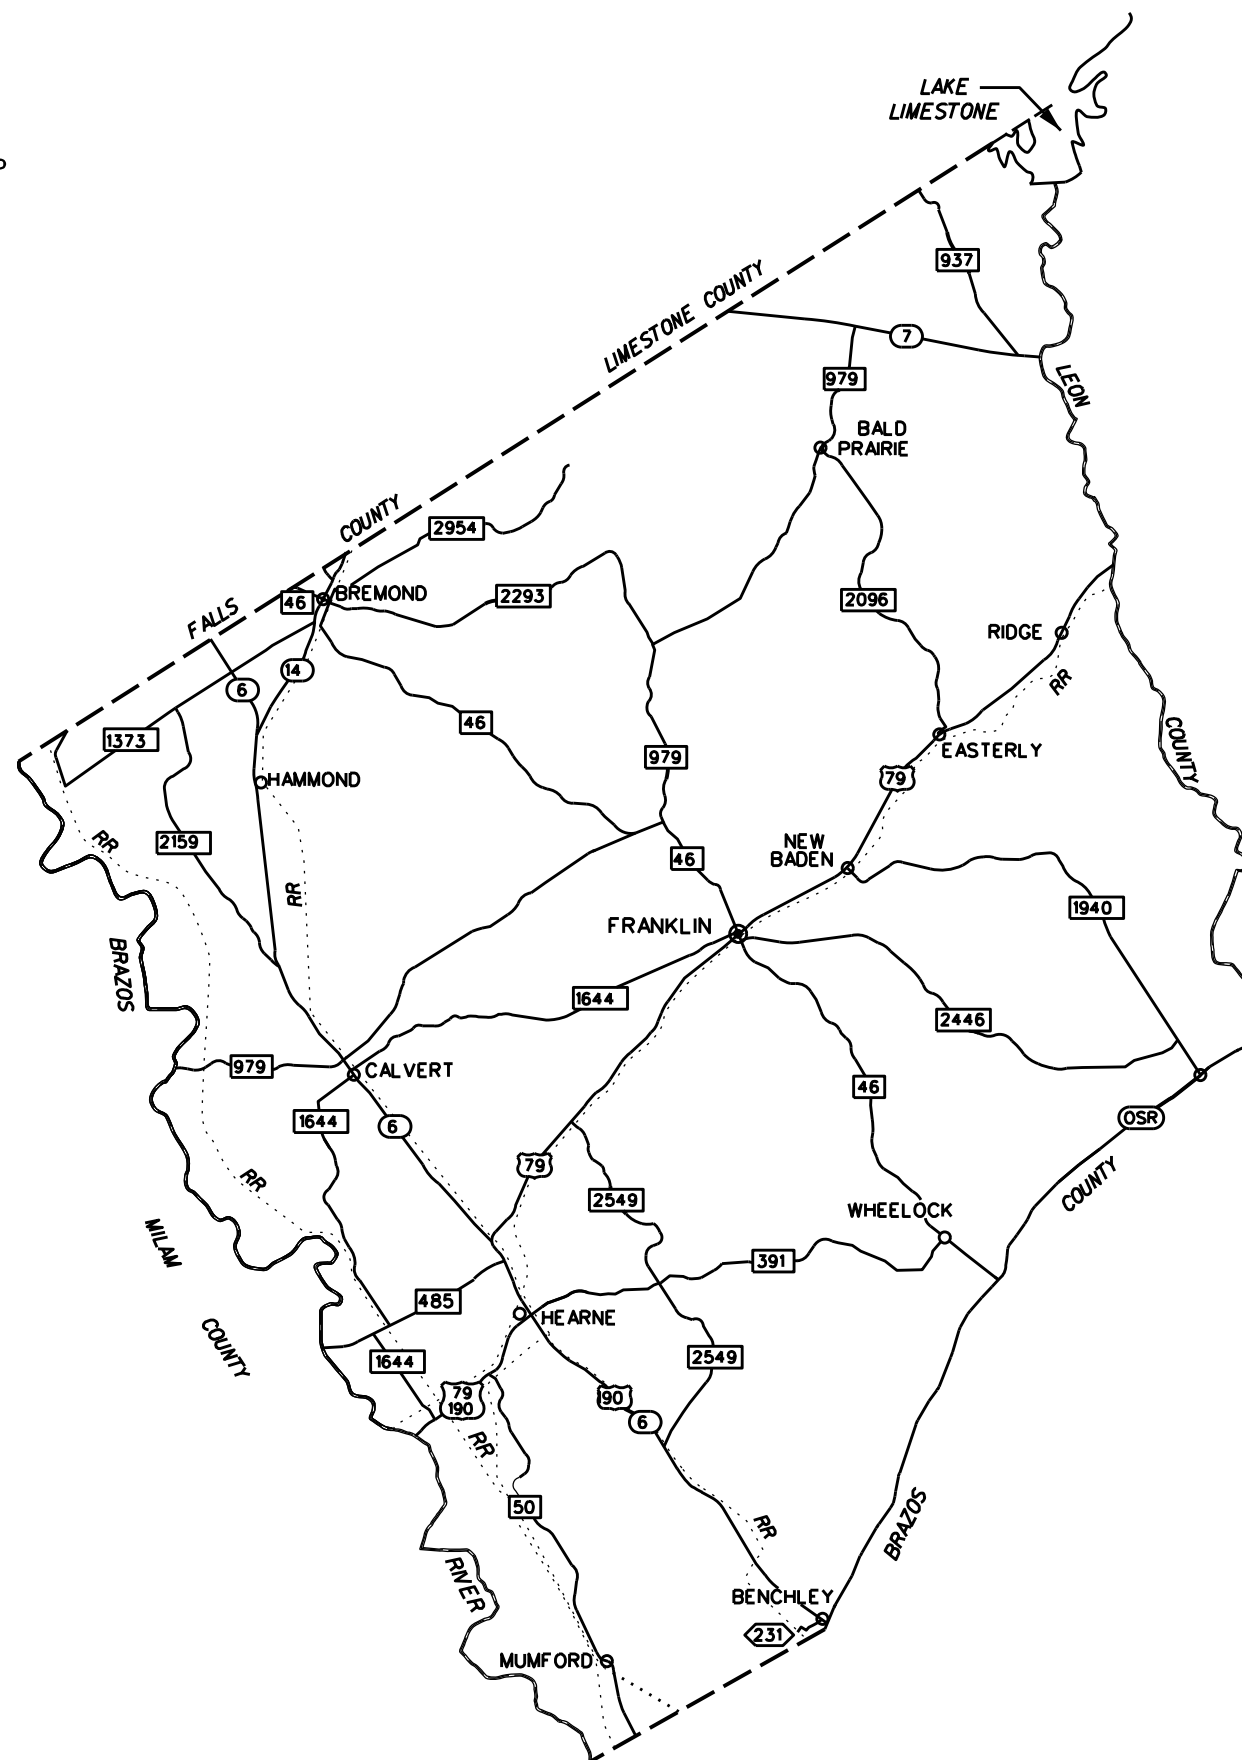 LAKE
LIMESTONE
937
LIMESTONE COUNTY
7
LEON
979
BALD
PRAIRIE
COUNTY
2954
BREMOND
46
2293
2096
FALLS
RIDGE
14
6
RR
46
COUNTY
1373
979
EASTERLY
HAMMOND
79
RR
2159
NEW
BADEN
46
RR
1940
FRANKLIN
BRAZOS
1644
2446
979
CALVERT
46
1644
6
OSR
79
RR
COUNTY
2549
WHEELOCK
MILAM
391
485
HEARNE
COUNTY
1644
2549
79
190
190
6
RR
50
RR
BRAZOS
RIVER
BENCHLEY
231
MUMFORD